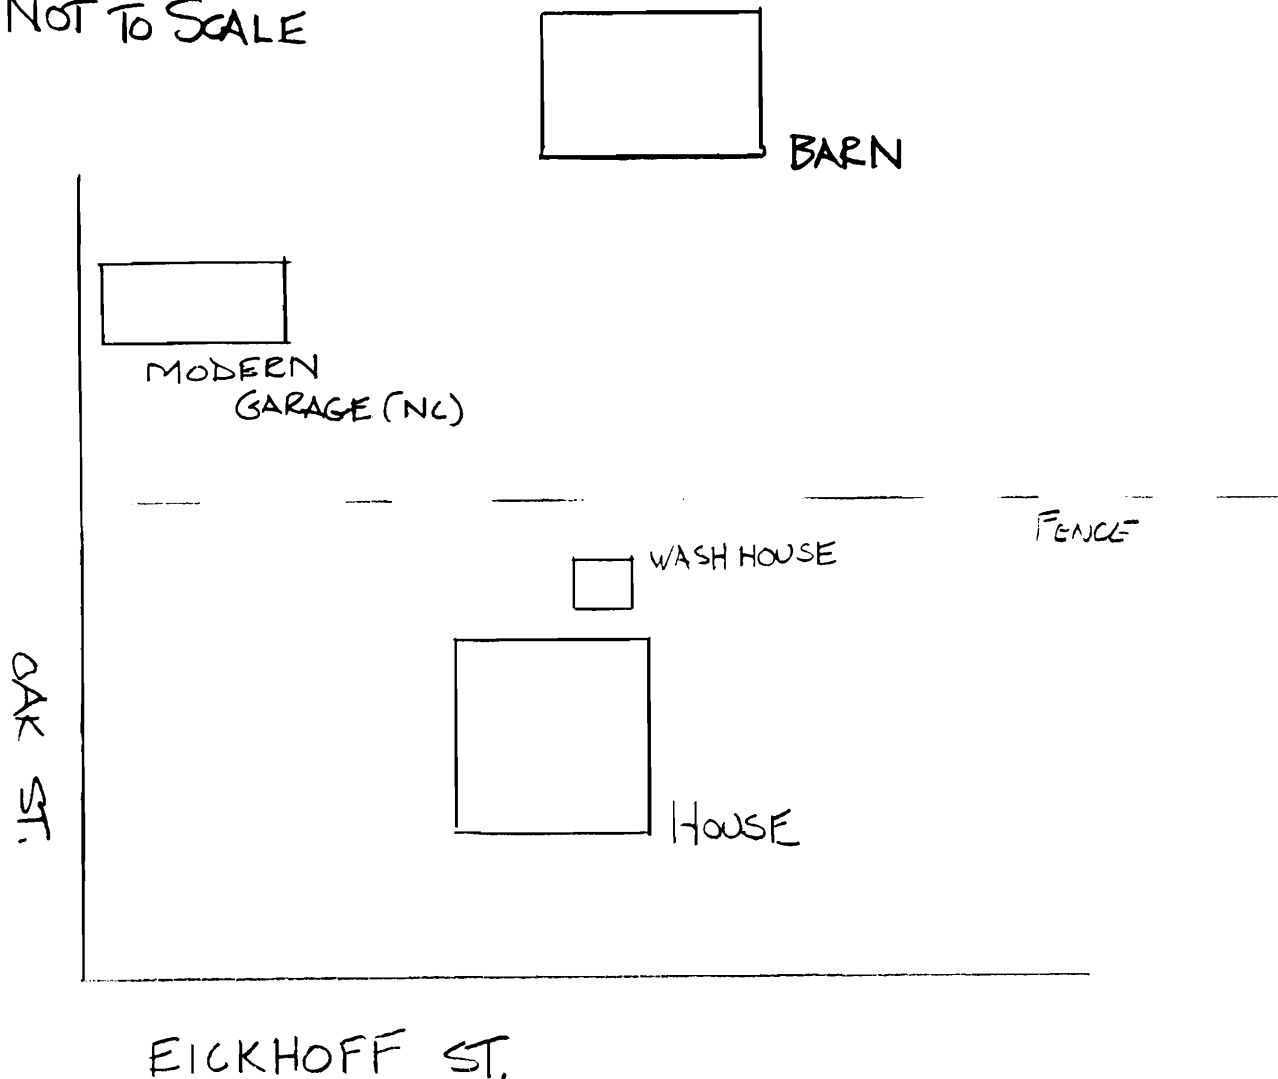 NOT TO SCALE
BARN
MODERN
GARAGE (NC)
FENCE
WASH HOUSE
OAK ST.
HOUSE
EICKHOFF ST.